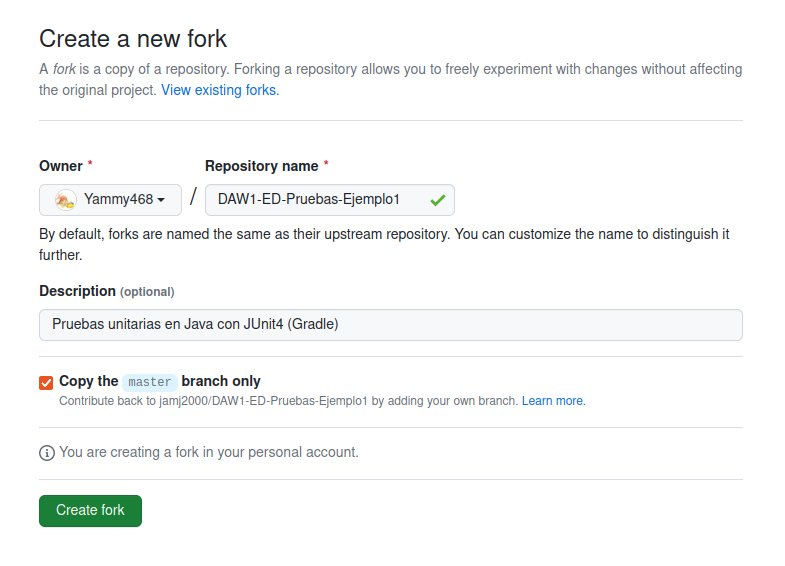 Create a new fork
A fork is a copy of a repository. Forking a repository allows you to freely experiment with changes without affecting
the original project. View existing forks.
Owner * Repository name *
Yammy468 / DAW1-ED-Pruebas-Ejemplo1
By default, forks are named the same as their upstream repository. You can customize the name to distinguish it
further.
Description (optional)
Pruebas unitarias en Java con JUnit4 (Gradle)
Copy the master branch only
Contribute back to jamj2000/DAW1-ED-Pruebas-Ejemplo1 by adding your own branch. Learn more.
You are creating a fork in your personal account.
Create fork